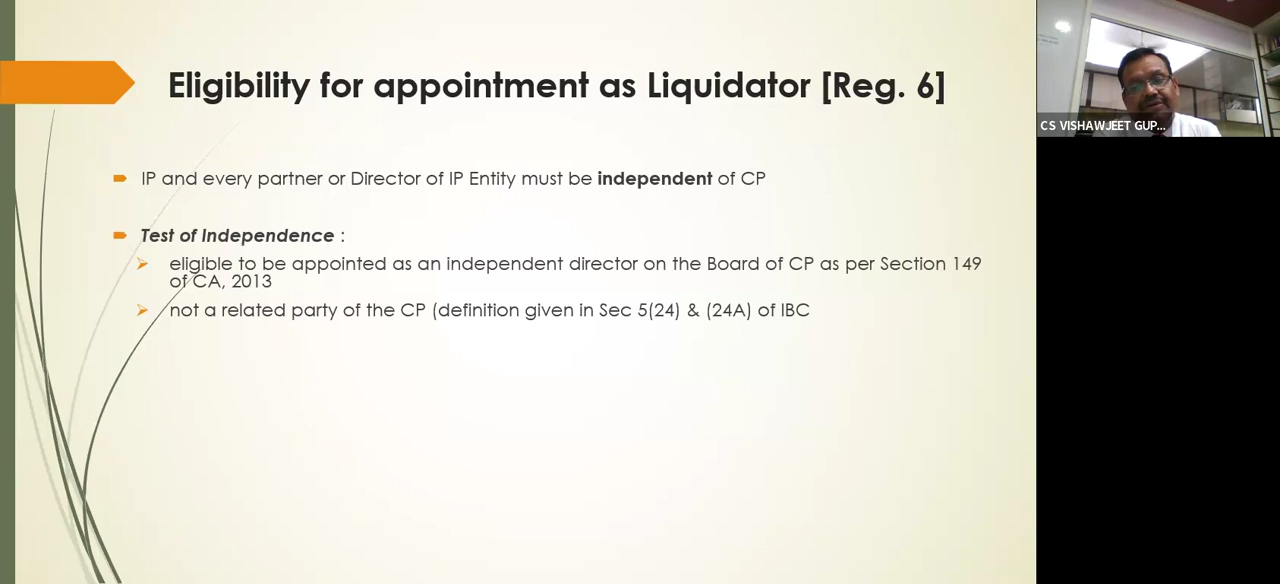 Eligibility for appointment as Liquidator [Reg. 6]
IP and every partner or Director of IP Entity must be independent of CP
Test of Independence :
eligible to be appointed as an independent director on the Board of CP as per Section 149
of CA, 2013
not a related party of the CP (definition given in Sec 5(24) & (24A) of IBC
CS VISHAWJEET GUP...